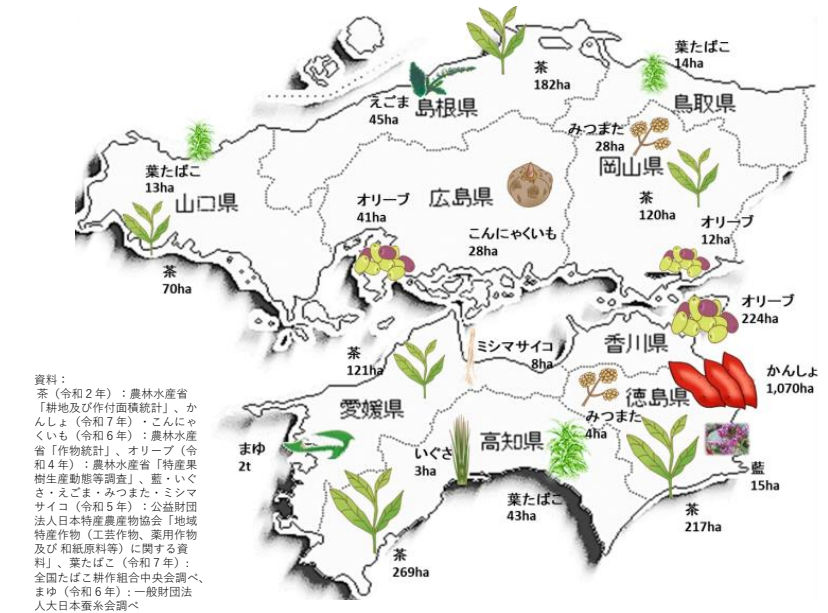 葉たばこ
14ha
茶
182ha
えごま
45ha
島根県
鳥取県
みつまた
28ha
岡山県
葉たばこ
13ha
山口県
広島県
オリーブ
41ha
茶
120ha
オリーブ
12ha
こんにゃくいも
28ha
茶
70ha
オリーブ
224ha
香川県
ミシマサイコ
8ha
茶
121ha
かんしょ
1,070ha
愛媛県
徳島県
みつまた
4ha
高知県
いぐさ
3ha
まゆ
2t
藍
15ha
葉たばこ
43ha
茶
217ha
茶
269ha
資料：
茶（令和２年）：農林水産省
「耕地及び作付面積統計」、か
んしょ（令和７年）・こんにゃ
くいも（令和６年）：農林水産
省「作物統計」、オリーブ（令
和４年）：農林水産省「特産果
樹生産動態等調査」、藍・いぐ
さ・えごま・みつまた・ミシマ
サイコ（令和５年）：公益財団
法人日本特産農産物協会「地域
特産作物（工芸作物、薬用作物
及び 和紙原料等）に関する資
料」、葉たばこ（令和７年）：
全国たばこ耕作組合中央会調べ、
まゆ（令和６年）：一般財団法
人大日本蚕糸会調べ